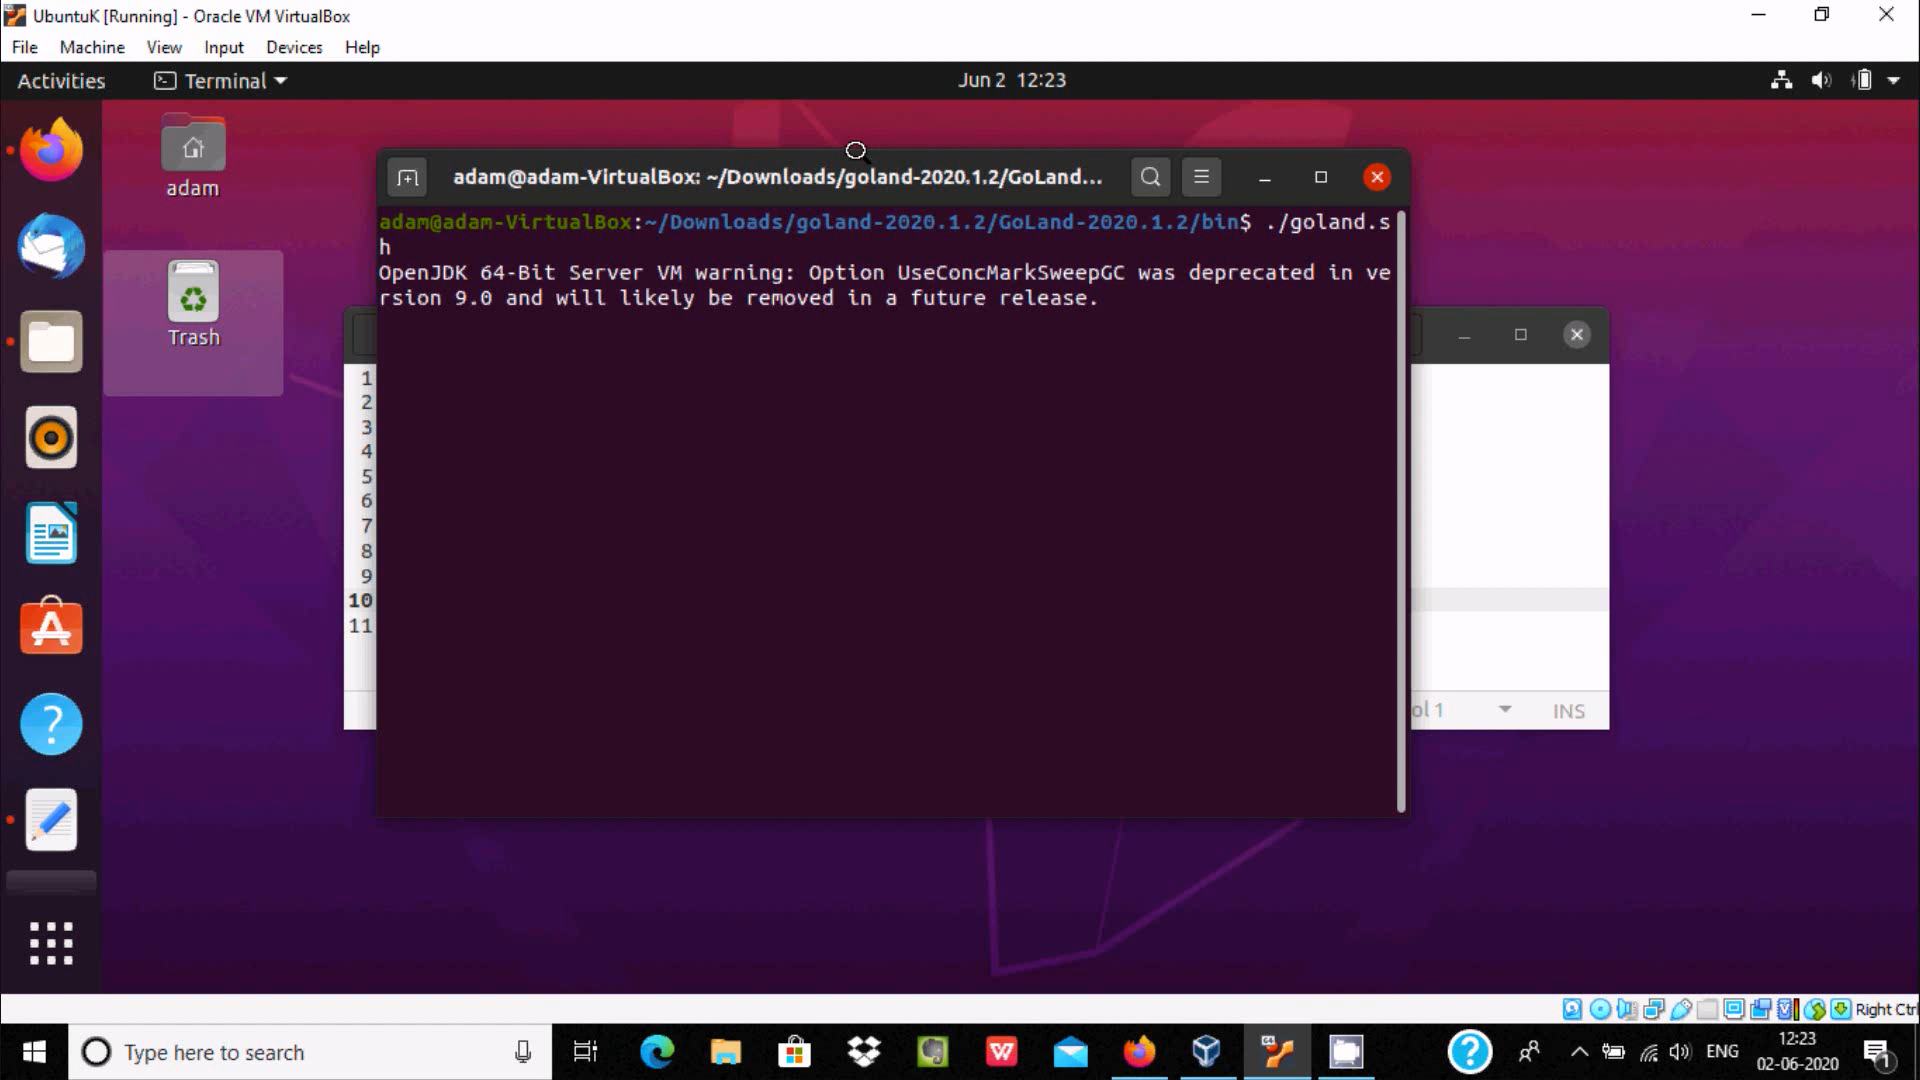 UbuntuK [Running] - Oracle VM VirtualBox
File Machine View Input Devices Help
Activities Terminal Jun 2 12:23
adam
Trash
adam@adam-VirtualBox: ~/Downloads/goland-2020.1.2/GoLand...
adam@adam-VirtualBox:~/Downloads/goland-2020.1.2/GoLand-2020.1.2/bin$ ./goland.s
h
OpenJDK 64-Bit Server VM warning: Option UseConcMarkSweepGC was deprecated in ve
rsion 9.0 and will likely be removed in a future release.
1
2
3
4
5
6
7
8
9
10
11
ol 1 INS
Right Ctrl
Type here to search
ENG
12:23
02-06-2020
1